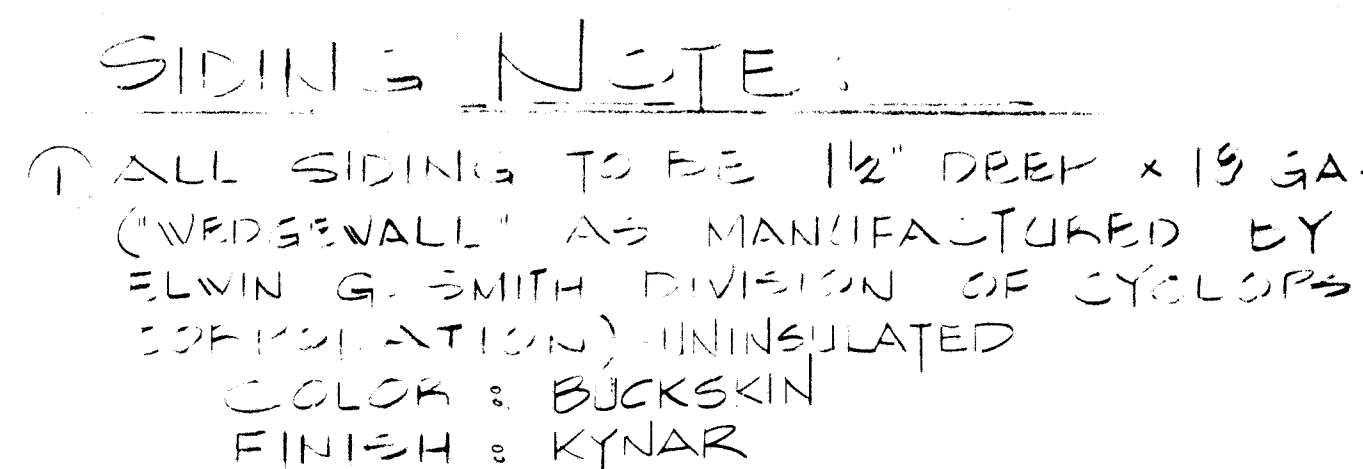 SIDING NOTE:
① ALL SIDING TO BE 1½" DEEP x 18 GA.
("WEDGEWALL" AS MANUFACTURED BY
ELWIN G. SMITH DIVISION OF CYCLOPS
CORPORATION) UNINSULATED
COLOR : BUCKSKIN
FINISH : KYNAR